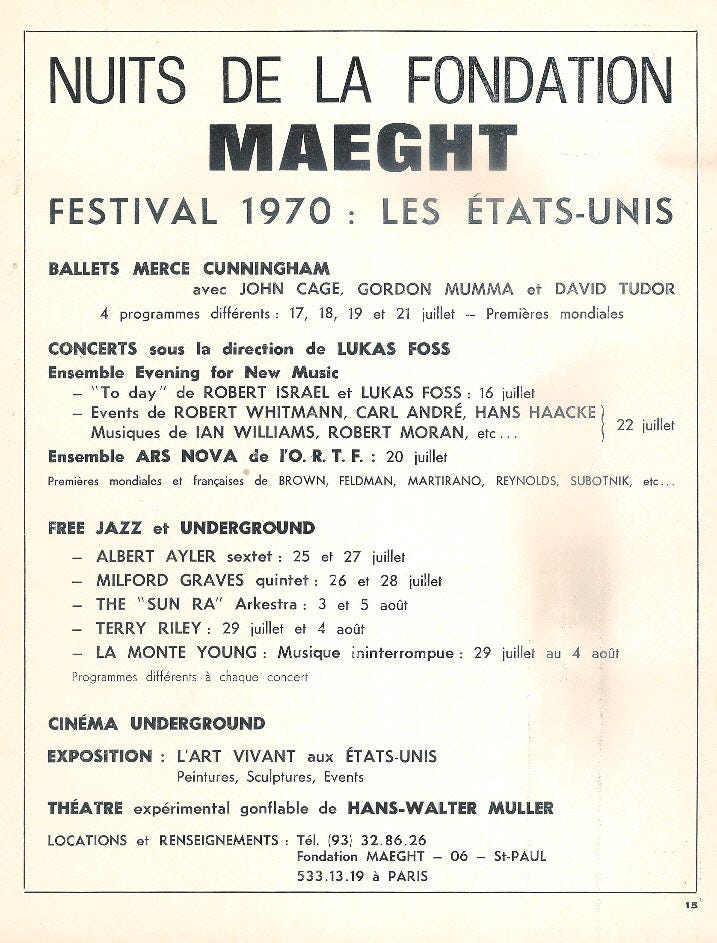 NUITS DE LA FONDATION
MAEGHT
FESTIVAL 1970 : LES ÉTATS-UNIS
BALLETS MERCE CUNNINGHAM
avec JOHN CAGE, GORDON MUMMA et DAVID TUDOR
4 programmes différents : 17, 18, 19 et 21 juillet – Premières mondiales
CONCERTS sous la direction de LUKAS FOSS
Ensemble Evening for New Music
– "To day" de ROBERT ISRAEL et LUKAS FOSS : 16 juillet
– Events de ROBERT WHITMANN, CARL ANDRÉ, HANS HAACKE
Musiques de IAN WILLIAMS, ROBERT MORAN, etc... } 22 juillet
Ensemble ARS NOVA de l'O. R. T. F. : 20 juillet
Premières mondiales et françaises de BROWN, FELDMAN, MARTIRANO, REYNOLDS, SUBOTNIK, etc...
FREE JAZZ et UNDERGROUND
– ALBERT AYLER sextet : 25 et 27 juillet
– MILFORD GRAVES quintet : 26 et 28 juillet
– THE "SUN RA" Arkestra : 3 et 5 août
– TERRY RILEY : 29 juillet et 4 août
– LA MONTE YOUNG : Musique ininterrompue : 29 juillet au 4 août
Programmes différents à chaque concert
CINÉMA UNDERGROUND
EXPOSITION : L'ART VIVANT aux ÉTATS-UNIS
Peintures, Sculptures, Events
THÉATRE expérimental gonflable de HANS-WALTER MULLER
LOCATIONS et RENSEIGNEMENTS : Tél. (93) 32.86.26
Fondation MAEGHT – 06 – St-PAUL
533.13.19 à PARIS
15